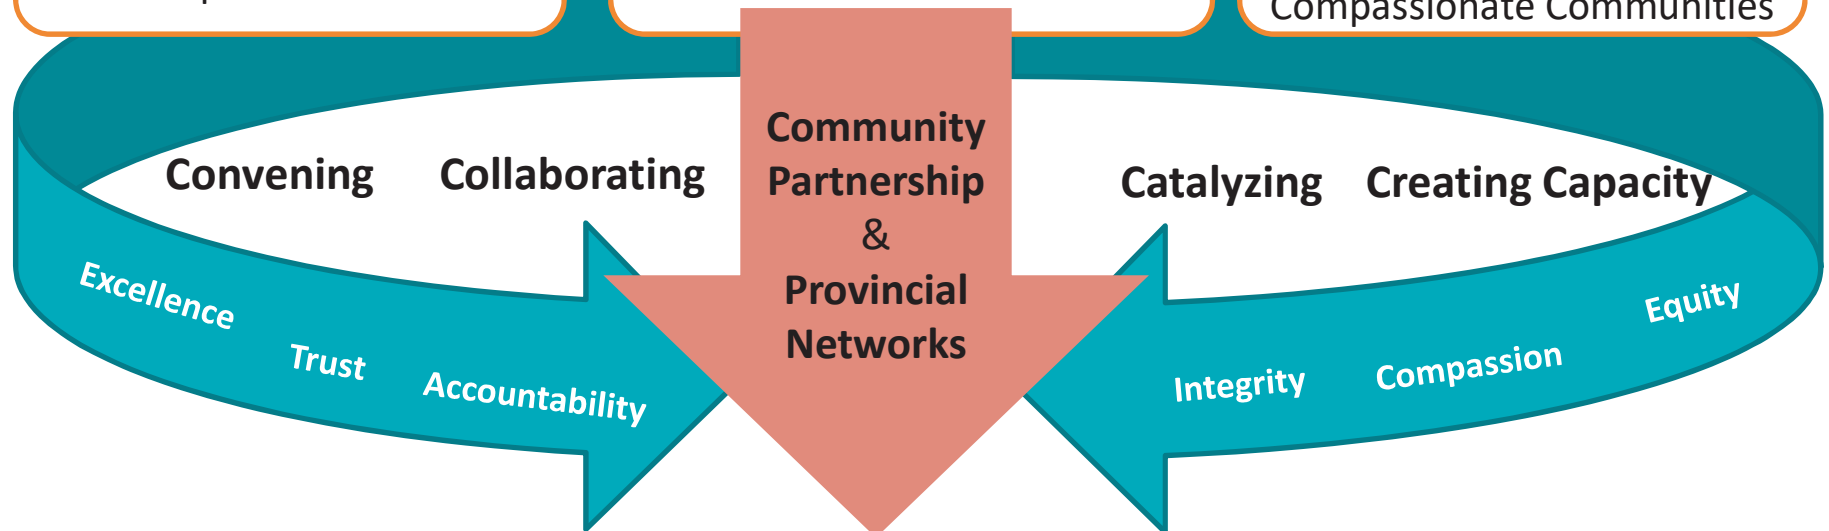 Compassionate Communities
Community
Partnership
&
Provincial
Networks
Convening Collaborating
Catalyzing Creating Capacity
Excellence
Trust
Accountability
Integrity
Compassion
Equity